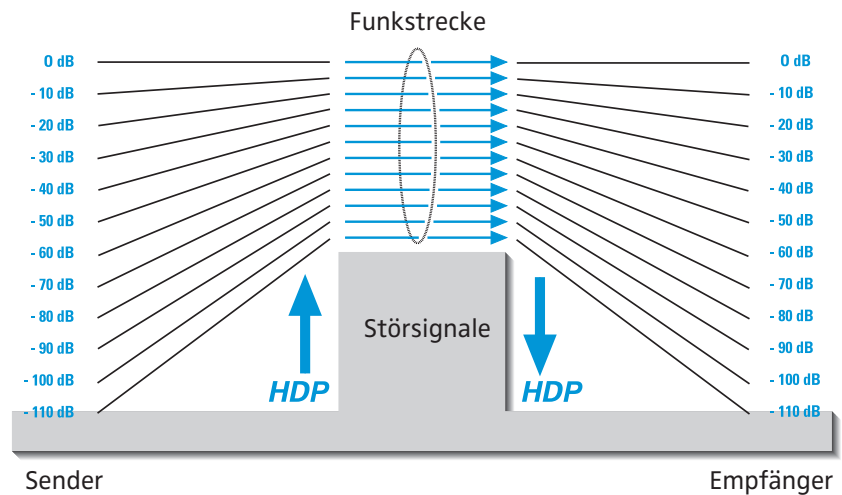 Funkstrecke
0 dB
- 10 dB
- 20 dB
- 30 dB
- 40 dB
- 50 dB
- 60 dB
- 70 dB
- 80 dB
- 90 dB
- 100 dB
- 110 dB
Störsignale
HDP
HDP
0 dB
- 10 dB
- 20 dB
- 30 dB
- 40 dB
- 50 dB
- 60 dB
- 70 dB
- 80 dB
- 90 dB
- 100 dB
- 110 dB
Sender
Empfänger